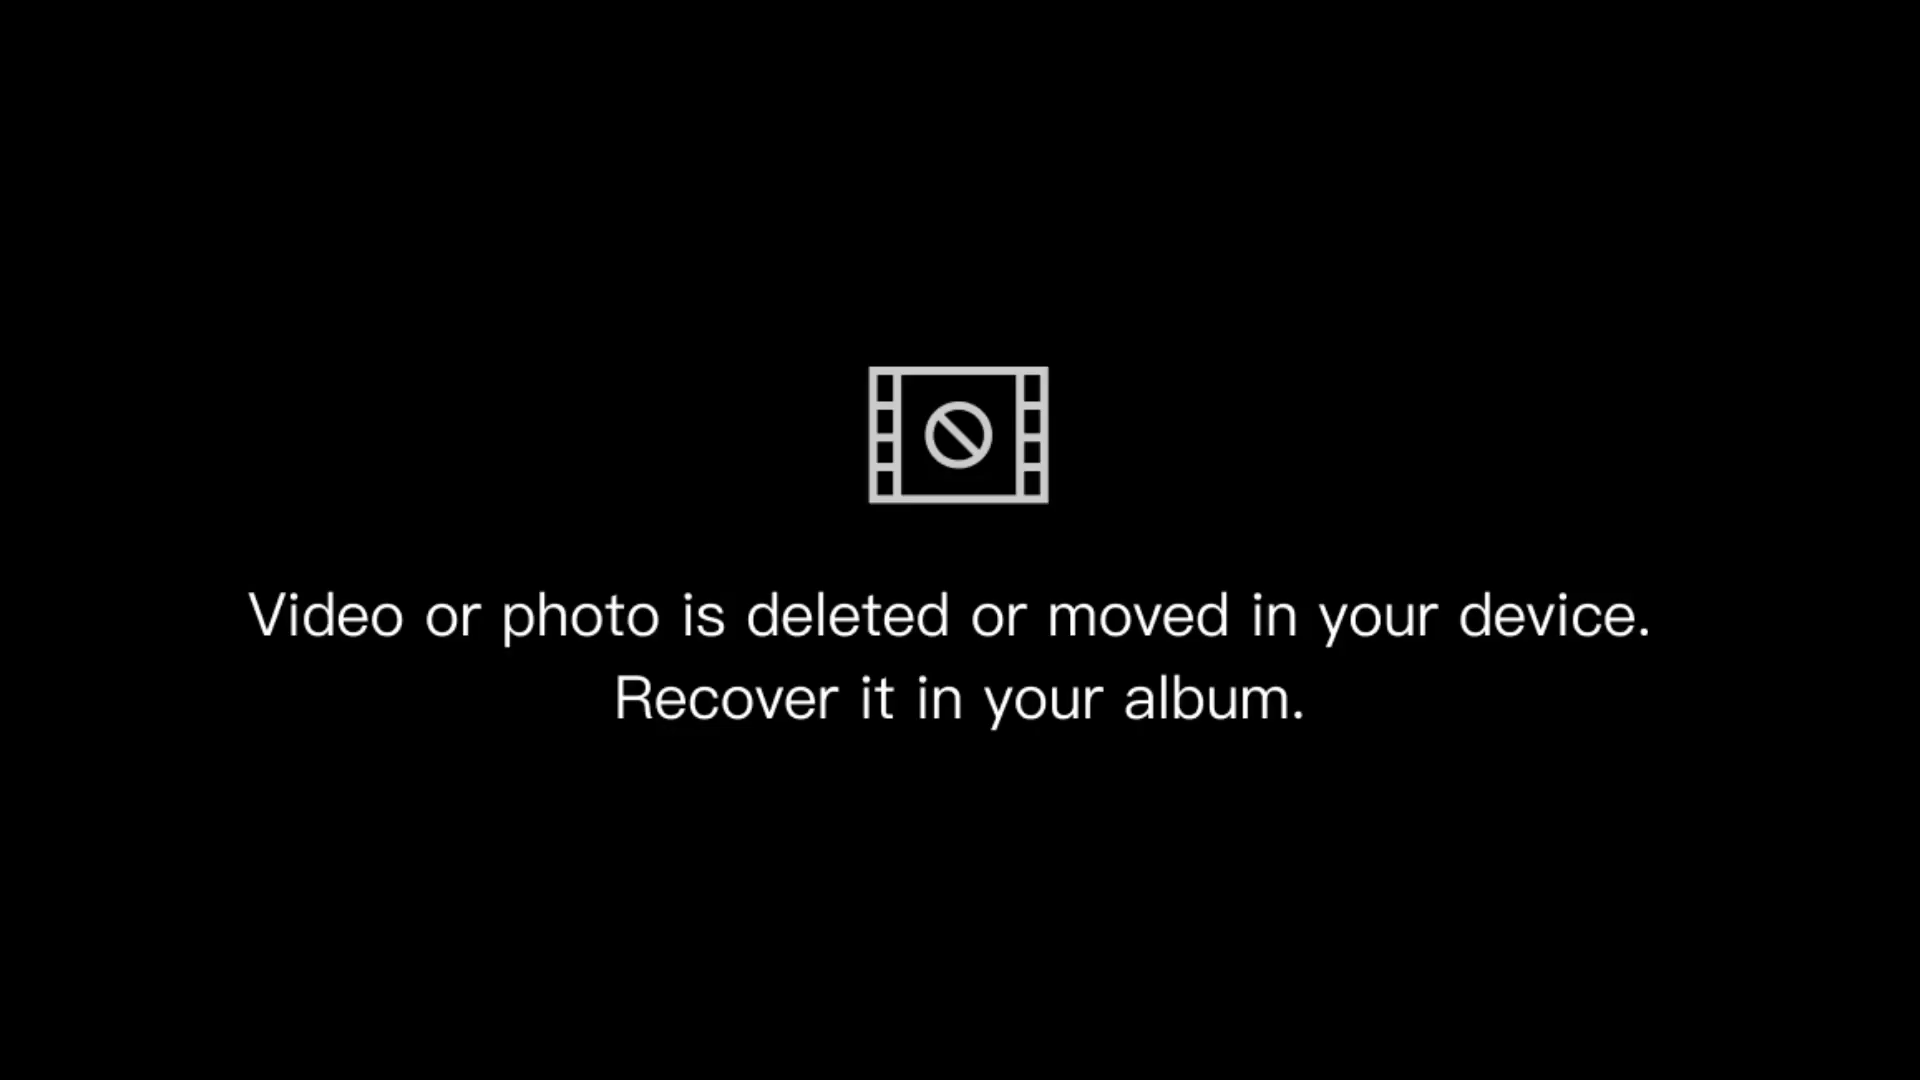 Video or photo is deleted or moved in your device.
Recover it in your album.